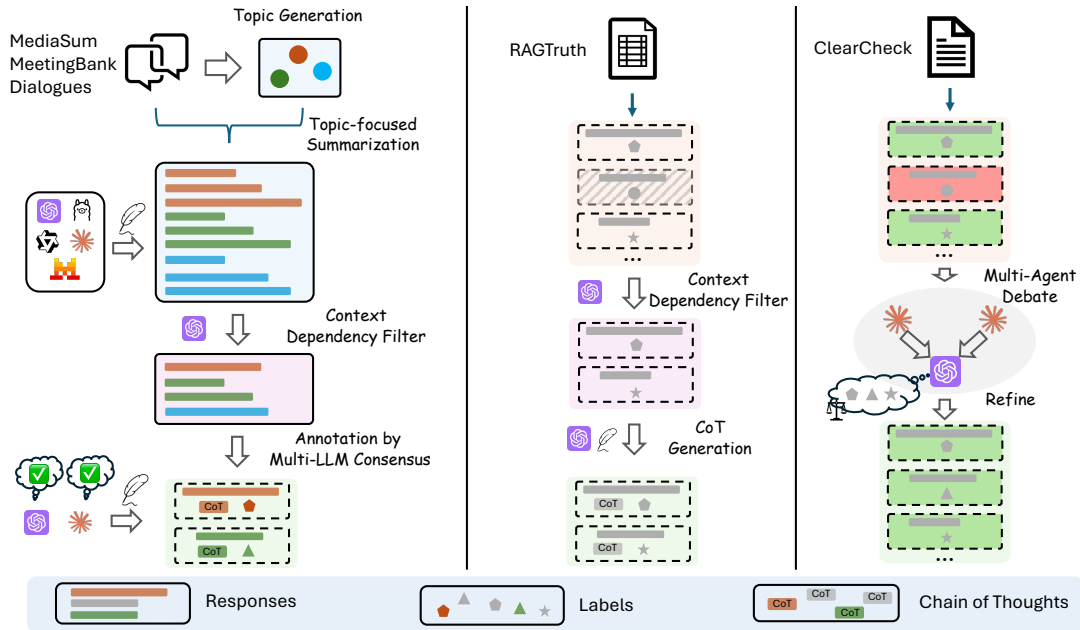 Topic Generation
MediaSum
MeetingBank
Dialogues
Topic-focused
Summarization
Context
Dependency Filter
Annotation by
Multi-LLM Consensus
CoT
CoT
RAGTruth
...
Context
Dependency Filter
CoT
Generation
CoT
CoT
ClearCheck
...
Multi-Agent
Debate
Refine
...
Responses
Labels
CoT
CoT
CoT
CoT
Chain of Thoughts